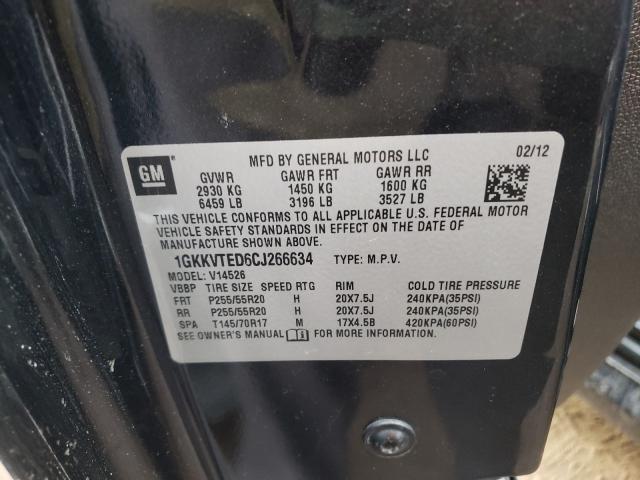 GM
MFD BY GENERAL MOTORS LLC 02/12
GVWR GAWR FRT GAWR RR
2930 KG 1450 KG 1600 KG
6459 LB 3196 LB 3527 LB
THIS VEHICLE CONFORMS TO ALL APPLICABLE U.S. FEDERAL MOTOR
VEHICLE SAFETY STANDARDS IN EFFECT ON THE DATE OF
MANUFACTURE SHOWN ABOVE.
1GKKVTED6CJ266634 TYPE: M.P.V.
MODEL: V14526
VBBP TIRE SIZE SPEED RTG RIM COLD TIRE PRESSURE
FRT P255/55R20 H 20X7.5J 240KPA(35PSI)
RR P255/55R20 H 20X7.5J 240KPA(35PSI)
SPA T145/70R17 M 17X4.5B 420KPA(60PSI)
SEE OWNER'S MANUAL FOR MORE INFORMATION.